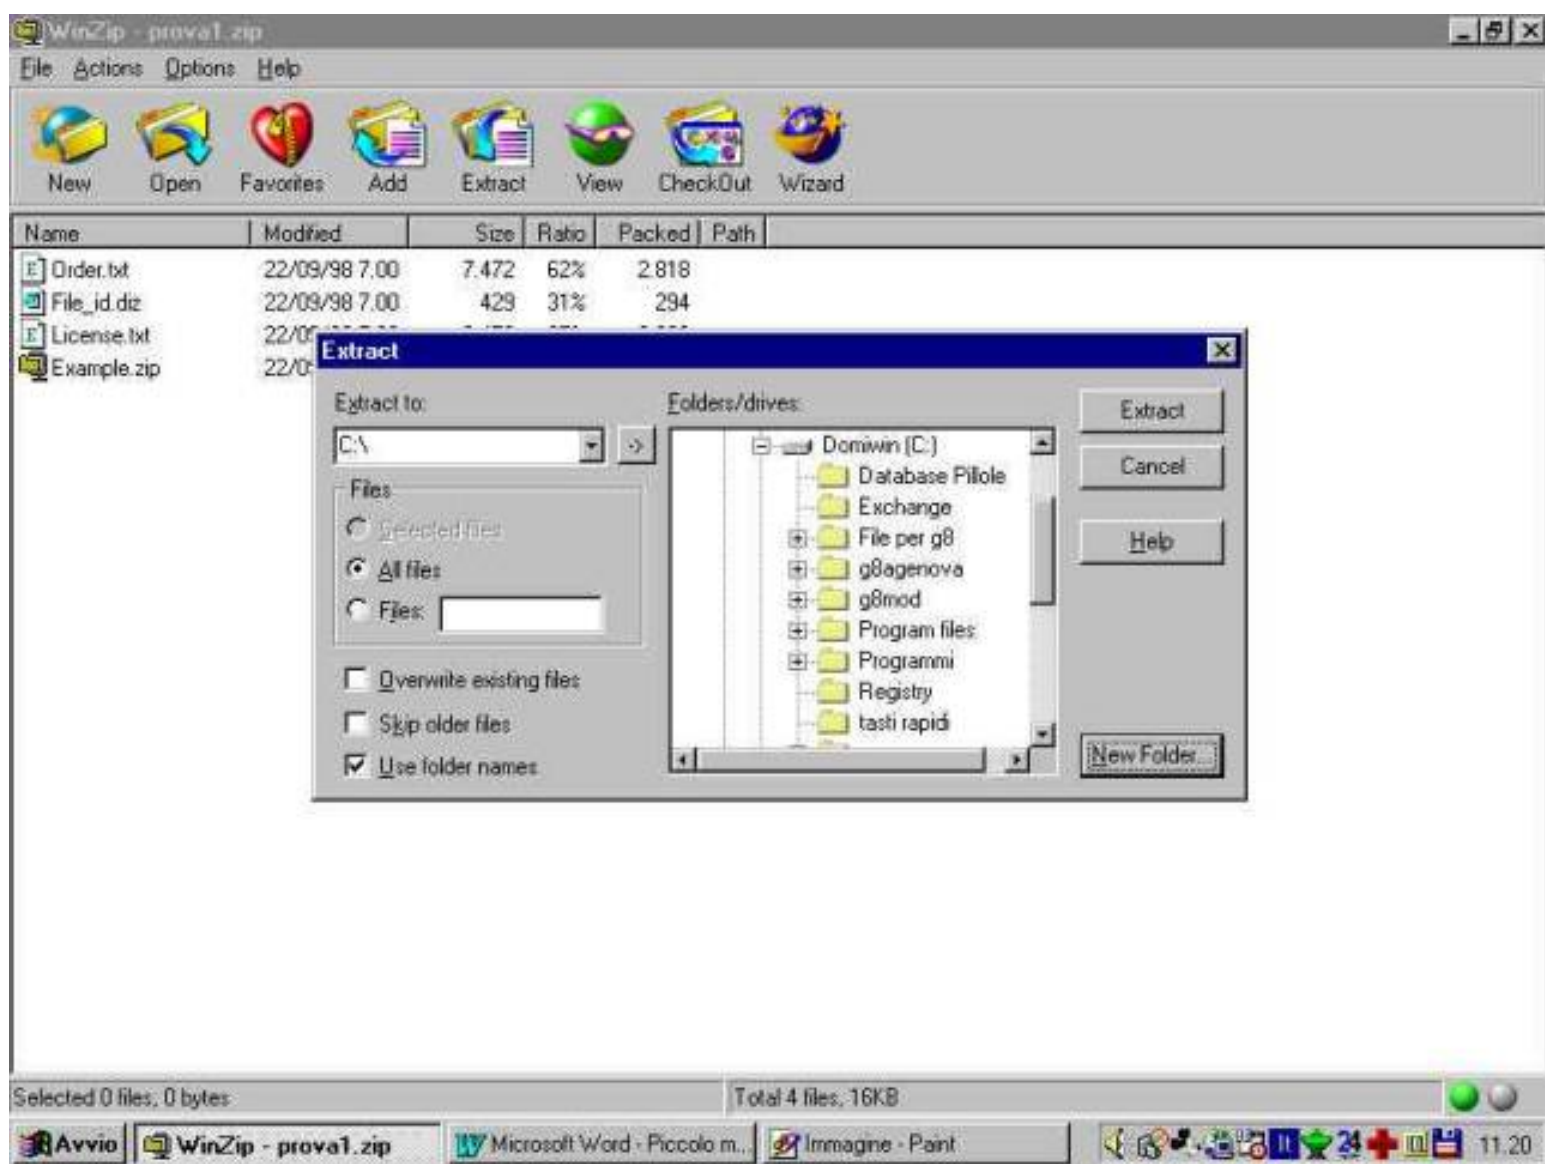 WinZip - prova1.zip
File Actions Options Help
New Open Favorites Add Extract View CheckOut Wizard
Name Modified Size Ratio Packed Path
Order.txt 22/09/98 7.00 7.472 62% 2.818
File_id.diz 22/09/98 7.00 429 31% 294
License.txt
Example.zip
Extract
Extract to:
C:\
->
Files
Selected files
All files
Files:
Overwrite existing files
Skip older files
Use folder names
Folders/drives:
Domiwin (C:)
Database Pillole
Exchange
File per g8
g8agenova
g8mod
Program files
Programmi
Registry
tasti rapidi
Extract
Cancel
Help
New Folder...
Selected 0 files, 0 bytes
Total 4 files, 16KB
Avvio WinZip - prova1.zip Microsoft Word - Piccolo m... Immagine - Paint 24 11.20